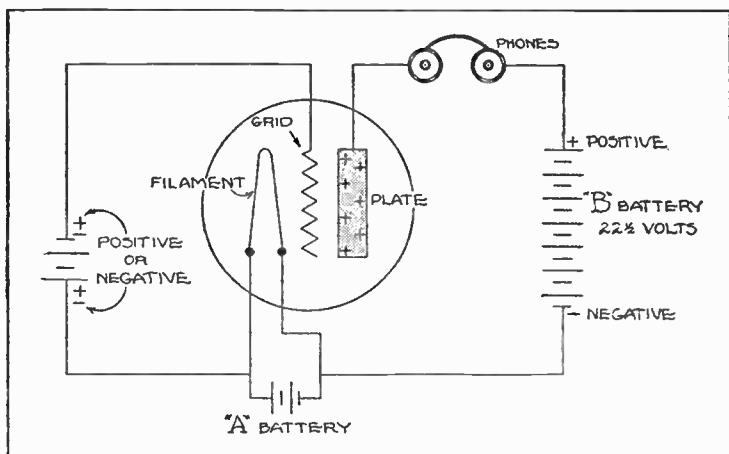 PHONES
GRID
FILAMENT
PLATE
+ POSITIVE
"B" BATTERY
22½ VOLTS
- NEGATIVE
±
POSITIVE
OR
NEGATIVE
±
"A" BATTERY